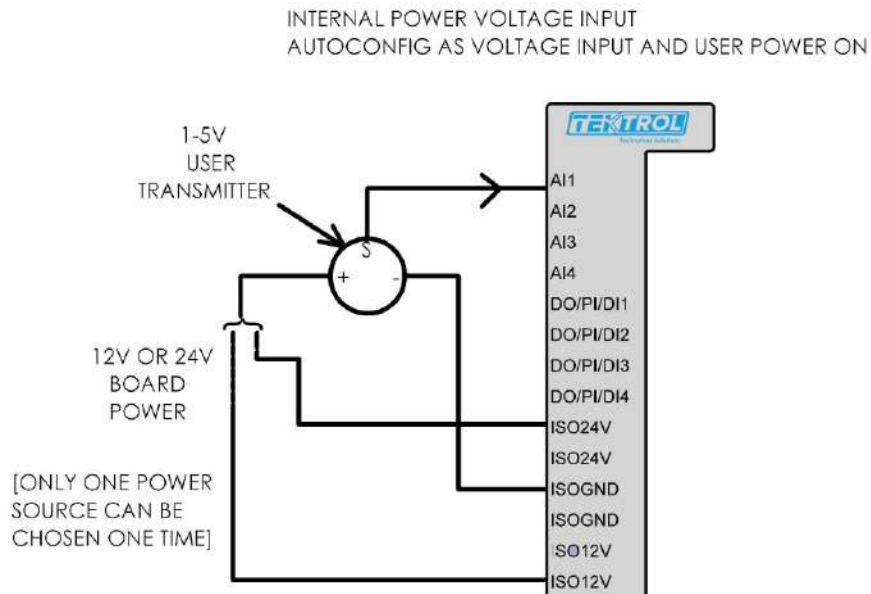 INTERNAL POWER VOLTAGE INPUT
AUTOCONFIG AS VOLTAGE INPUT AND USER POWER ON
TEKTROL
1-5V
USER
TRANSMITTER
S
+ -
12V OR 24V
BOARD
POWER
[ONLY ONE POWER
SOURCE CAN BE
CHOSEN ONE TIME]
AI1
AI2
AI3
AI4
DO/PI/DI1
DO/PI/DI2
DO/PI/DI3
DO/PI/DI4
ISO24V
ISO24V
ISOGND
ISOGND
ISO12V
ISO12V